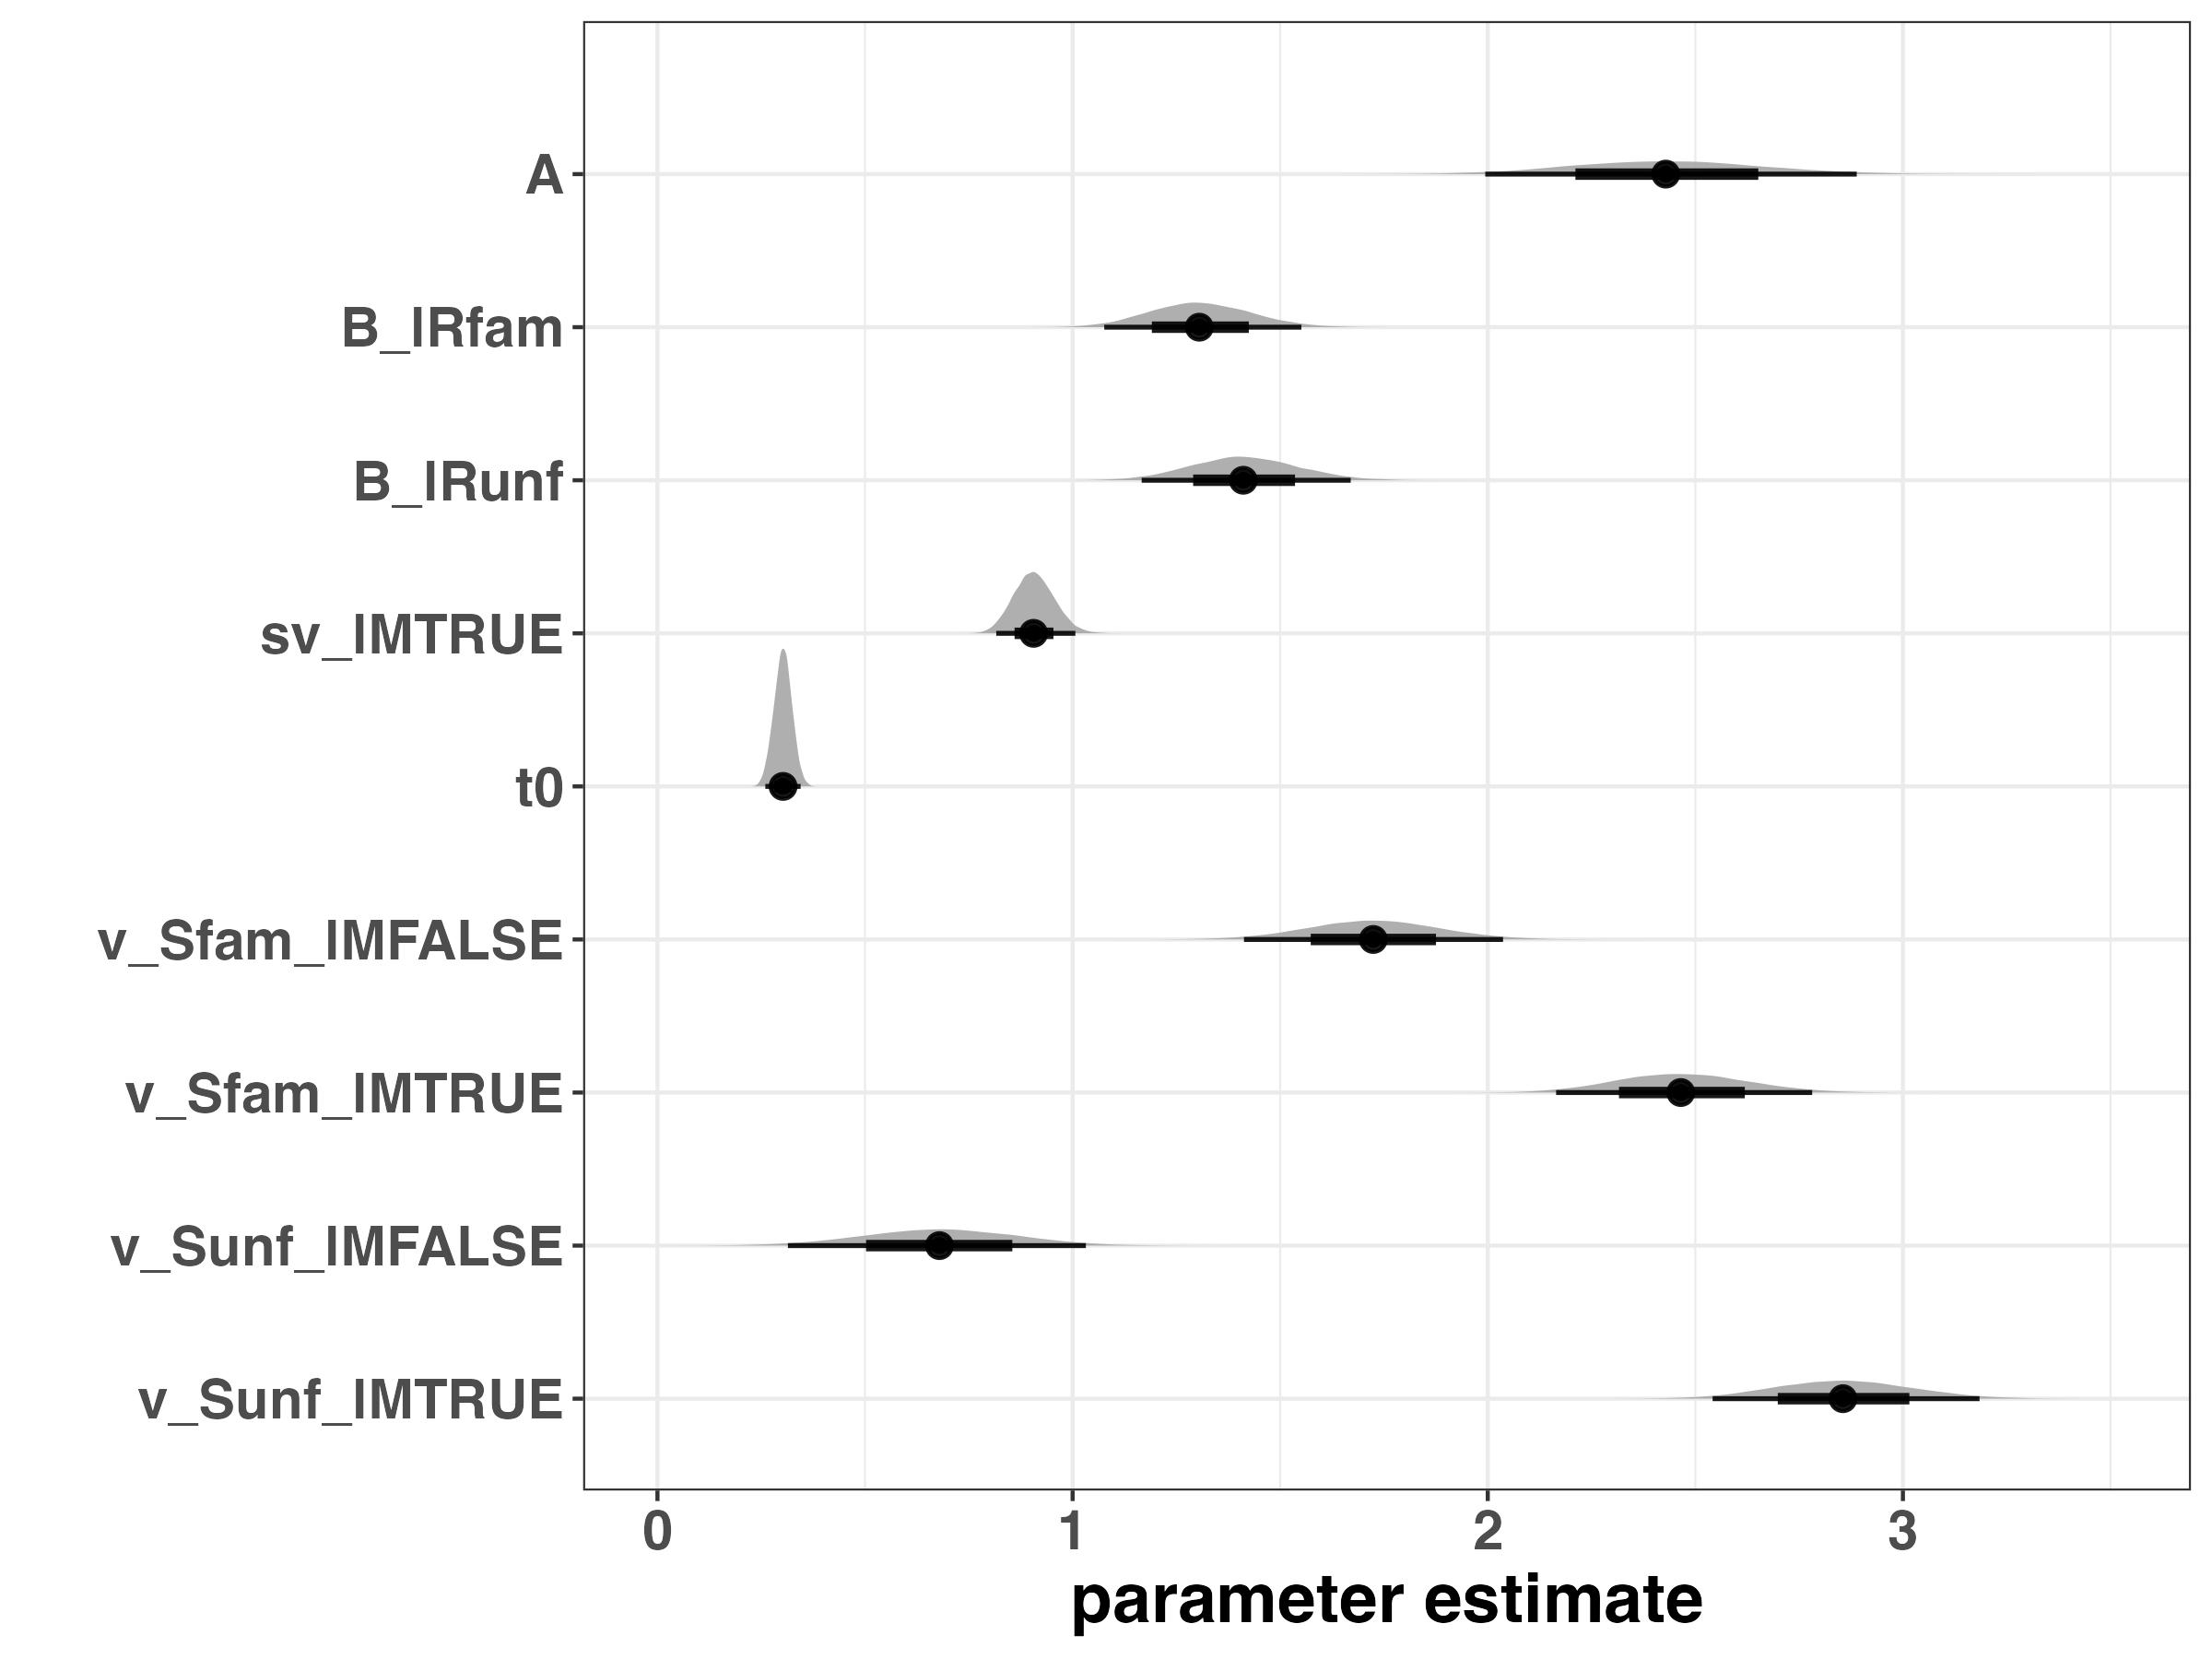 A
B_lRfam
B_lRunf
sv_lMTRUE
t0
v_Sfam_lMFALSE
v_Sfam_lMTRUE
v_Sunf_lMFALSE
v_Sunf_lMTRUE
0 1 2 3
parameter estimate